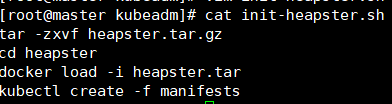 [root@master kubeadm]# cat init-heapster.sh
tar -zxvf heapster.tar.gz
cd heapster
docker load -i heapster.tar
kubectl create -f manifests